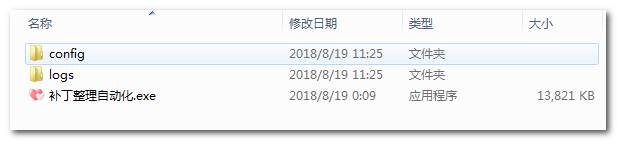 名称 修改日期 类型 大小
config 2018/8/19 11:25 文件夹
logs 2018/8/19 11:25 文件夹
补丁整理自动化.exe 2018/8/19 0:09 应用程序 13,821 KB